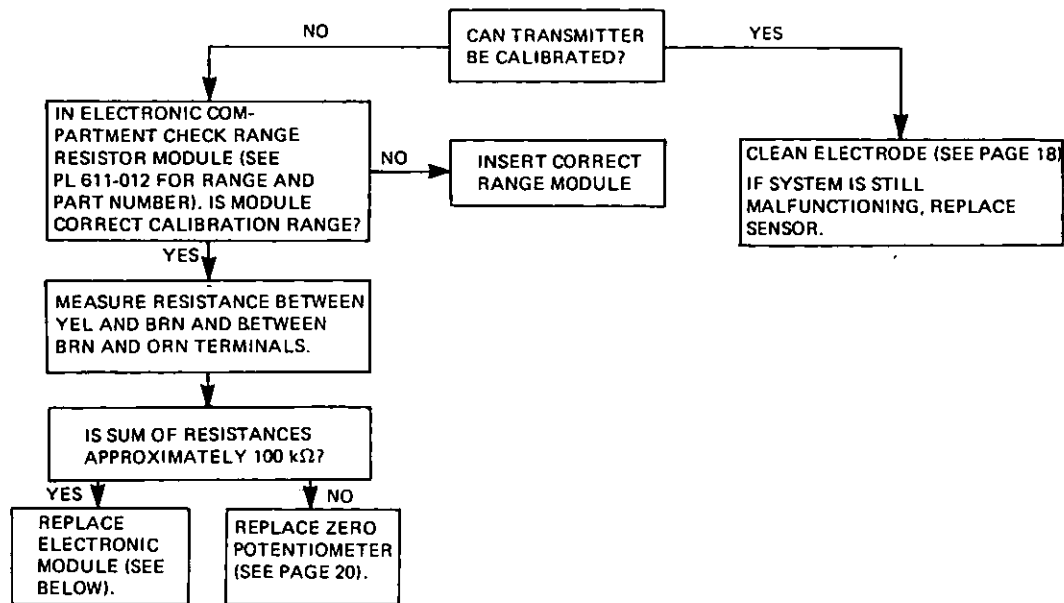 NO
CAN TRANSMITTER
BE CALIBRATED?
YES
IN ELECTRONIC COM-
PARTMENT CHECK RANGE
RESISTOR MODULE (SEE
PL 611-012 FOR RANGE AND
PART NUMBER). IS MODULE
CORRECT CALIBRATION RANGE?
NO
INSERT CORRECT
RANGE MODULE
CLEAN ELECTRODE (SEE PAGE 18)
IF SYSTEM IS STILL
MALFUNCTIONING, REPLACE
SENSOR.
YES
MEASURE RESISTANCE BETWEEN
YEL AND BRN AND BETWEEN
BRN AND ORN TERMINALS.
IS SUM OF RESISTANCES
APPROXIMATELY 100 kΩ?
YES
NO
REPLACE
ELECTRONIC
MODULE (SEE
BELOW).
REPLACE ZERO
POTENTIOMETER
(SEE PAGE 20).